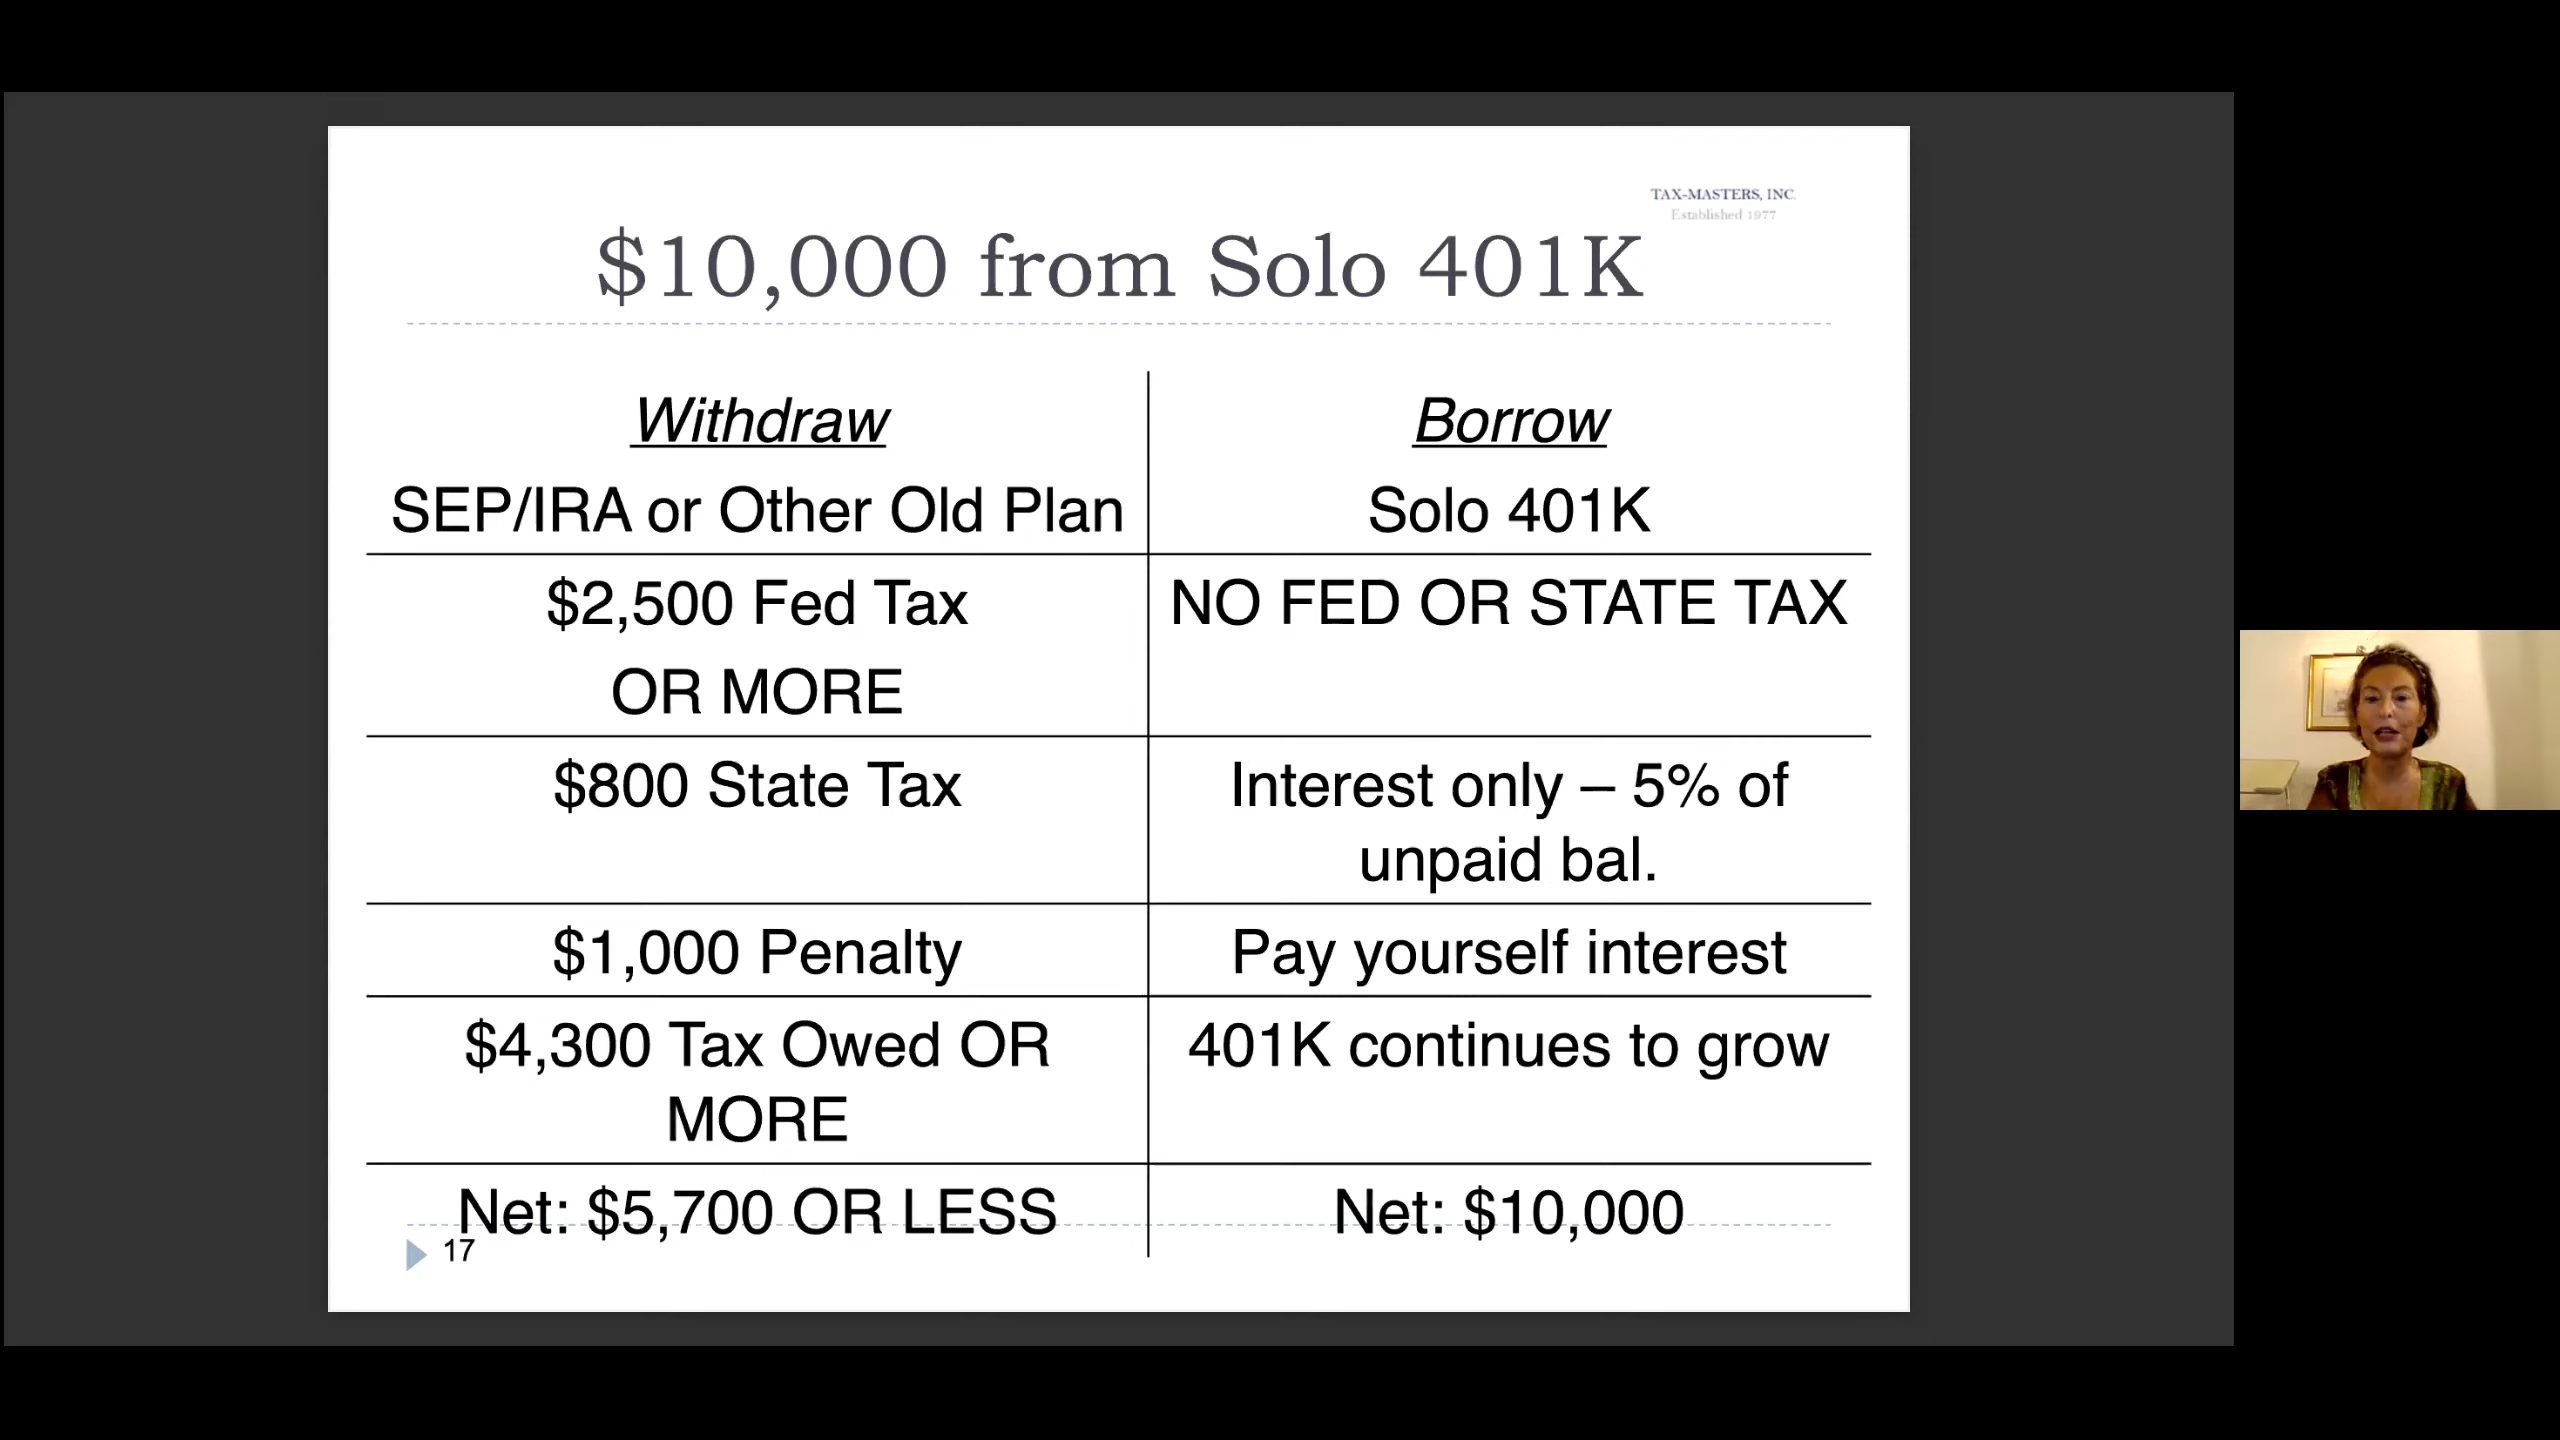 TAX-MASTERS, INC.
Established 1977
$10,000 from Solo 401K
Withdraw
SEP/IRA or Other Old Plan
Borrow
Solo 401K
$2,500 Fed Tax
OR MORE
NO FED OR STATE TAX
$800 State Tax
Interest only – 5% of
unpaid bal.
$1,000 Penalty
Pay yourself interest
$4,300 Tax Owed OR
MORE
401K continues to grow
Net: $5,700 OR LESS
Net: $10,000
17